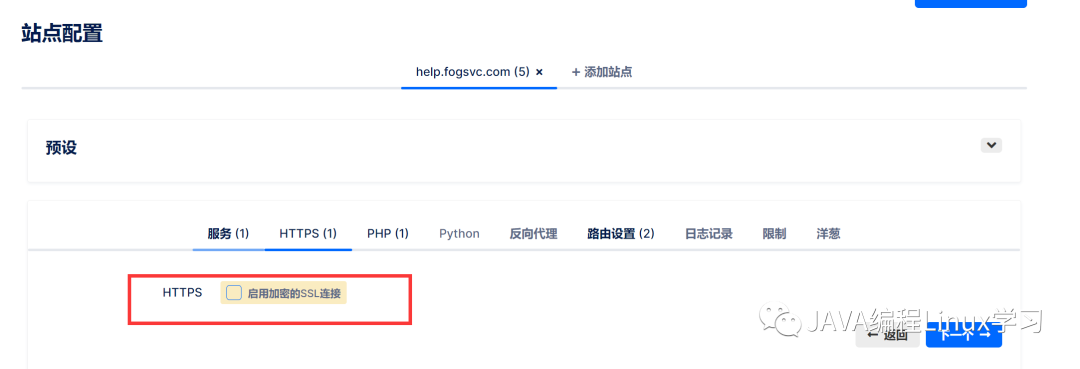 站点配置
help.fogsvc.com (5) × + 添加站点
预设
服务 (1) HTTPS (1) PHP (1) Python 反向代理 路由设置 (2) 日志记录 限制 洋葱
HTTPS 启用加密的SSL连接
JAVA编程Linux学习
← 返回 下一个 →